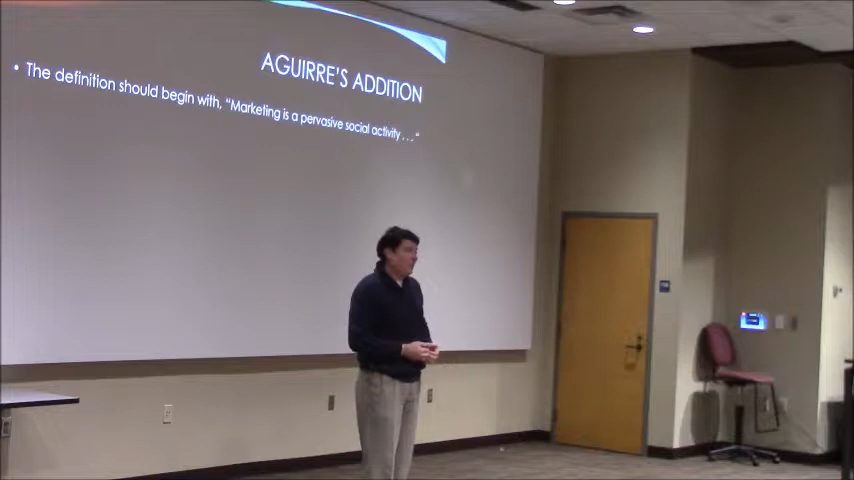 AGUIRRE'S ADDITION
• The definition should begin with, "Marketing is a pervasive social activity . . ."